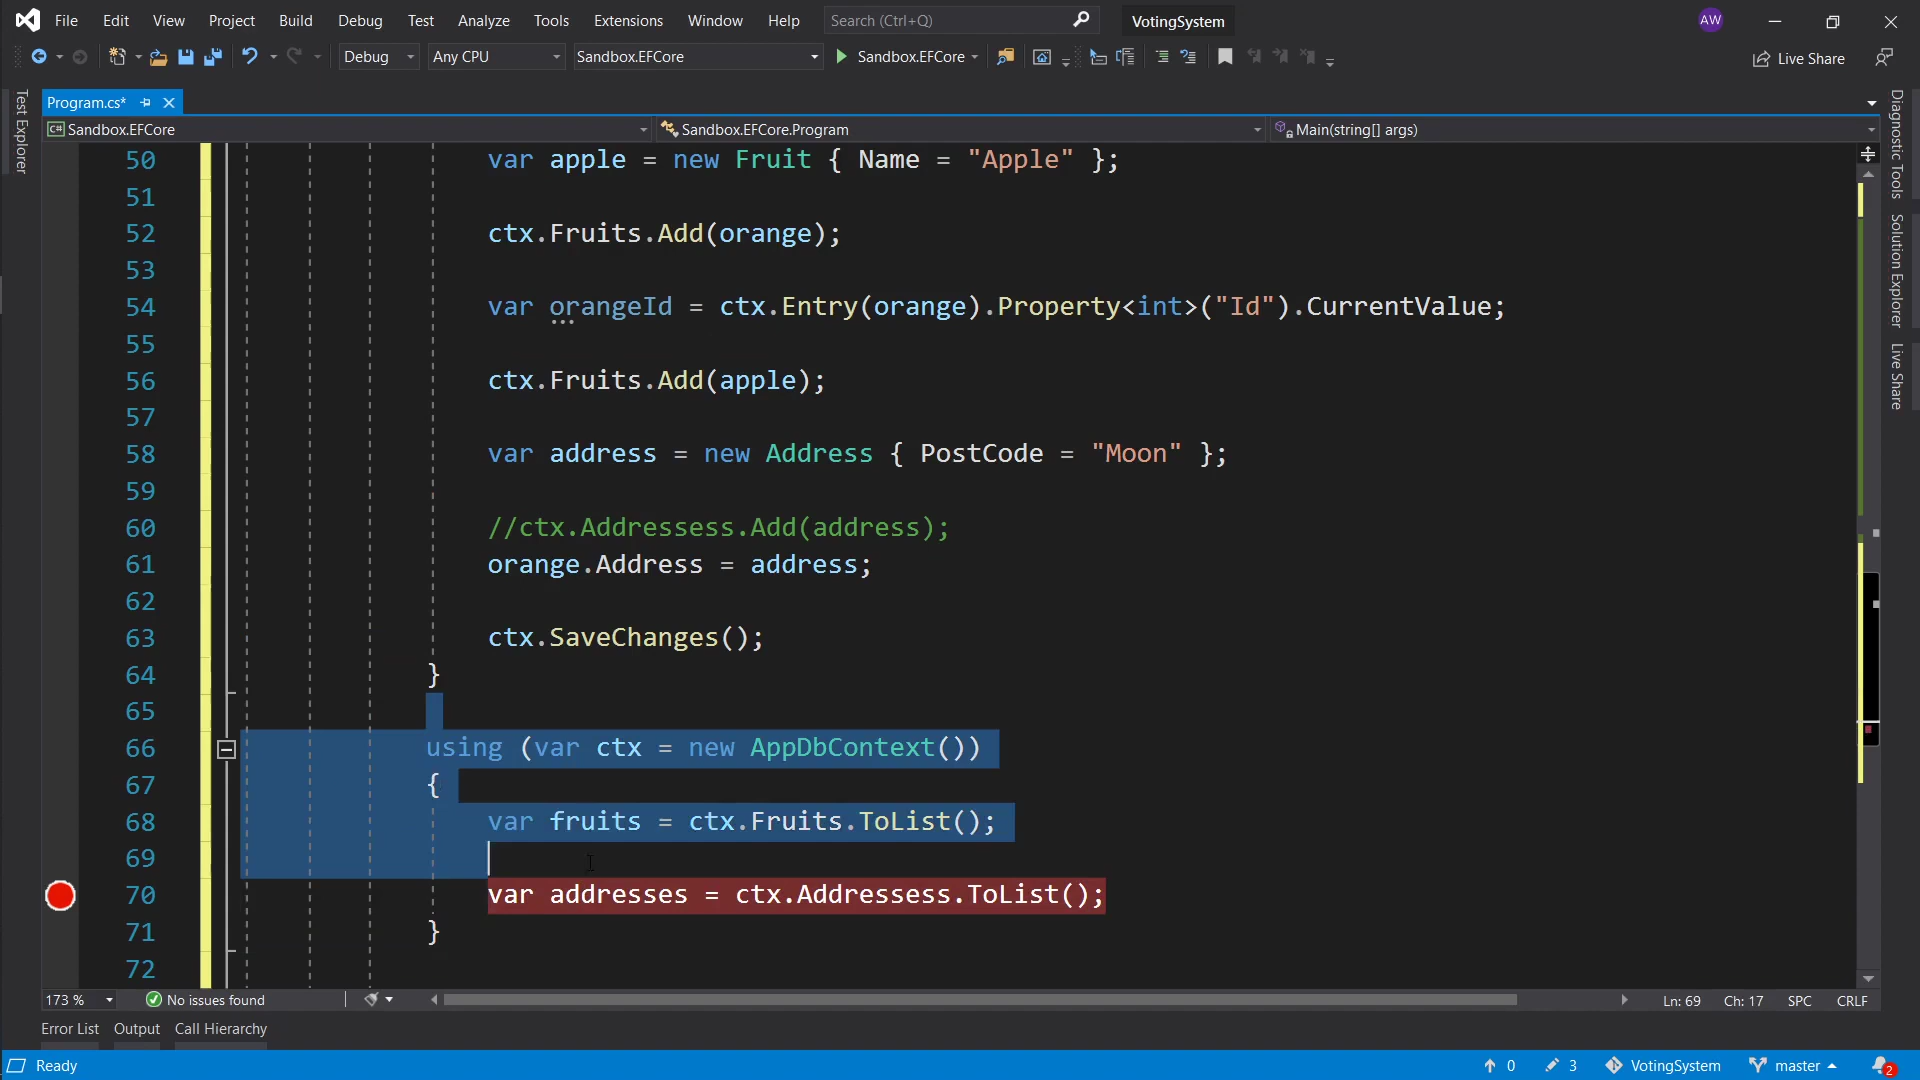 File Edit View Project Build Debug Test Analyze Tools Extensions Window Help Search (Ctrl+Q) VotingSystem AW
Debug Any CPU Sandbox.EFCore Sandbox.EFCore Live Share
Test Explorer
Program.cs*
C# Sandbox.EFCore Sandbox.EFCore.Program Main(string[] args)
50 var apple = new Fruit { Name = "Apple" };
51
52 ctx.Fruits.Add(orange);
53
54 var orangeId = ctx.Entry(orange).Property<int>("Id").CurrentValue;
55
56 ctx.Fruits.Add(apple);
57
58 var address = new Address { PostCode = "Moon" };
59
60 //ctx.Addressess.Add(address);
61 orange.Address = address;
62
63 ctx.SaveChanges();
64 }
65
66 using (var ctx = new AppDbContext())
67 {
68 var fruits = ctx.Fruits.ToList();
69
70 var addresses = ctx.Addressess.ToList();
71 }
72
Diagnostic Tools
Solution Explorer
Live Share
173 % No issues found Ln: 69 Ch: 17 SPC CRLF
Error List Output Call Hierarchy
Ready 0 3 VotingSystem master 2